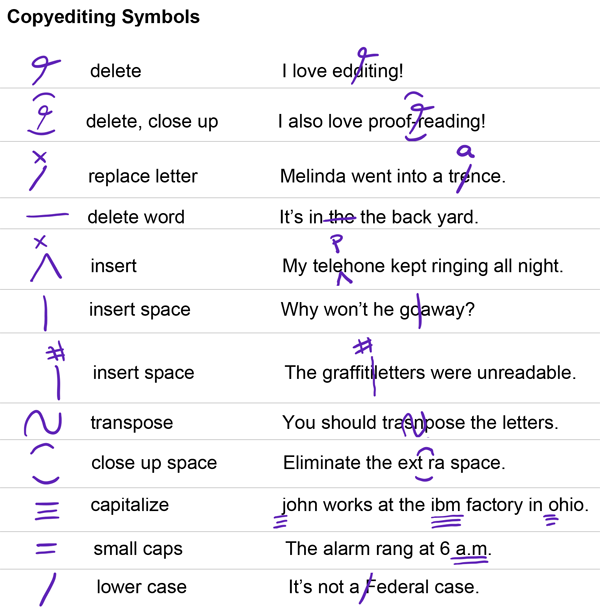 Copyediting Symbols
delete I love edditing!
delete, close up I also love proof-reading!
x
a
replace letter Melinda went into a trence.
delete word It's in the the back yard.
x
P
insert My telehone kept ringing all night.
insert space Why won't he goaway?
#
#
insert space The graffitiletters were unreadable.
transpose You should trasnpose the letters.
close up space Eliminate the ext ra space.
capitalize john works at the ibm factory in ohio.
small caps The alarm rang at 6 a.m.
lower case It's not a Federal case.